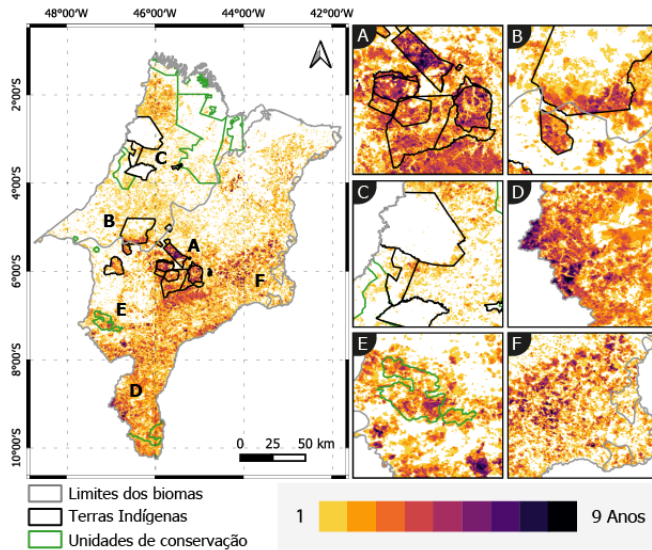 48°00'W 46°00'W 44°00'W 42°00'W
2°00'S
4°00'S
6°00'S
8°00'S
10°00'S
A
B
C
D
E
F
0 25 50 km
A
B
C
D
E
F
Limites dos biomas
Terras Indígenas
Unidades de conservação
1 9 Anos